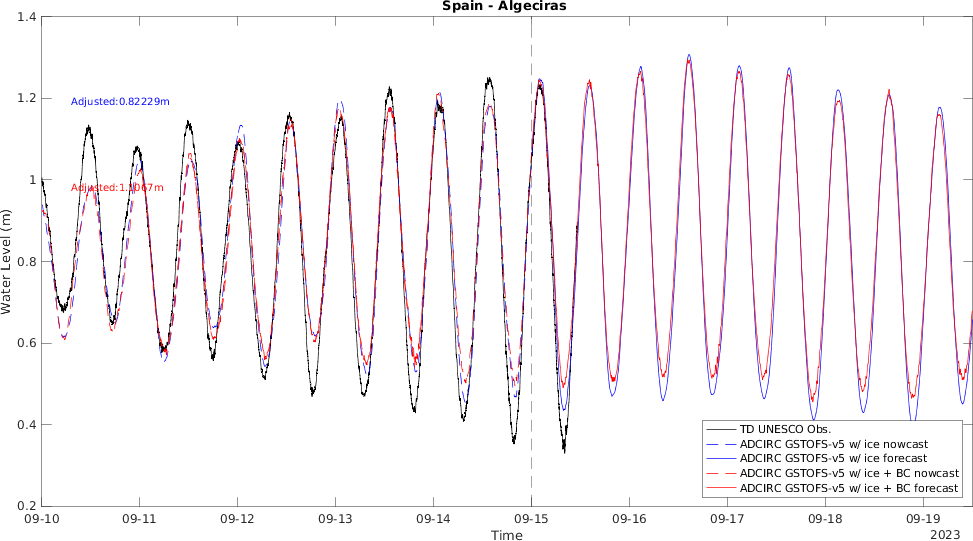 Spain - Algeciras
1.4
1.2
1
0.8
0.6
0.4
0.2
Water Level (m)
Adjusted:0.82229m
TD UNESCO Obs.
ADCIRC GSTOFS-v5 w/ ice nowcast
ADCIRC GSTOFS-v5 w/ ice forecast
ADCIRC GSTOFS-v5 w/ ice + BC nowcast
ADCIRC GSTOFS-v5 w/ ice + BC forecast
09-10 09-11 09-12 09-13 09-14 09-15 09-16 09-17 09-18 09-19
Time
2023